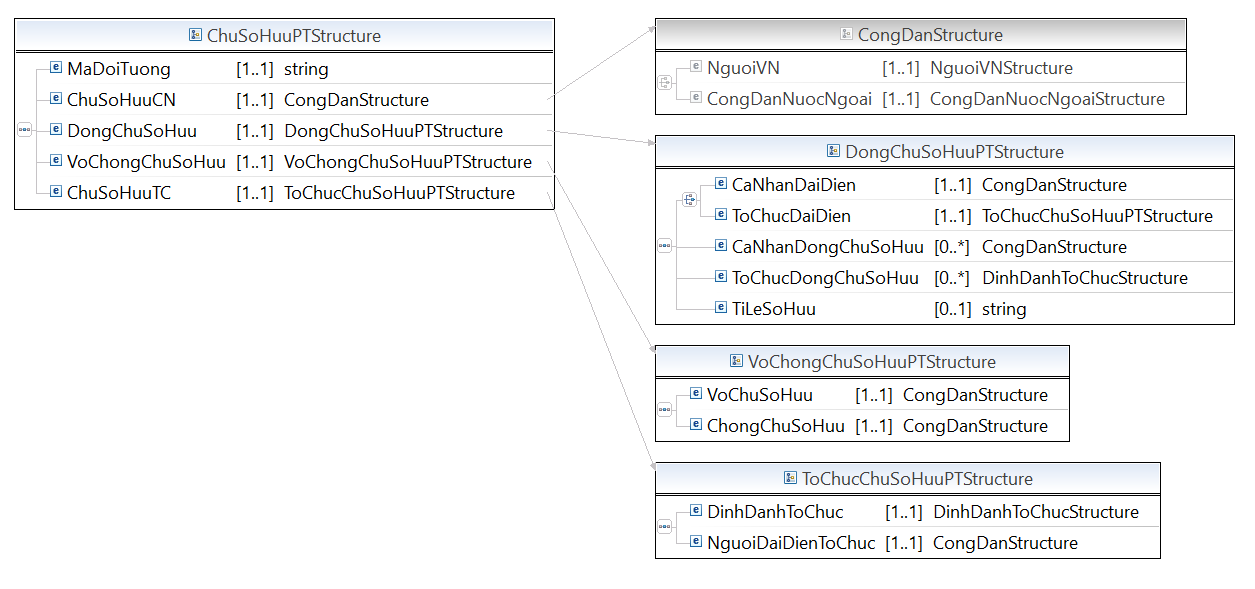 ChuSoHuuPTStructure
MaDoiTuong [1..1] string
ChuSoHuuCN [1..1] CongDanStructure
DongChuSoHuu [1..1] DongChuSoHuuPTStructure
VoChongChuSoHuu [1..1] VoChongChuSoHuuPTStructure
ChuSoHuuTC [1..1] ToChucChuSoHuuPTStructure
CongDanStructure
NguoiVN [1..1] NguoiVNStructure
CongDanNuocNgoai [1..1] CongDanNuocNgoaiStructure
DongChuSoHuuPTStructure
CaNhanDaiDien [1..1] CongDanStructure
ToChucDaiDien [1..1] ToChucChuSoHuuPTStructure
CaNhanDongChuSoHuu [0..*] CongDanStructure
ToChucDongChuSoHuu [0..*] DinhDanhToChucStructure
TiLeSoHuu [0..1] string
VoChongChuSoHuuPTStructure
VoChuSoHuu [1..1] CongDanStructure
ChongChuSoHuu [1..1] CongDanStructure
ToChucChuSoHuuPTStructure
DinhDanhToChuc [1..1] DinhDanhToChucStructure
NguoiDaiDienToChuc [1..1] CongDanStructure